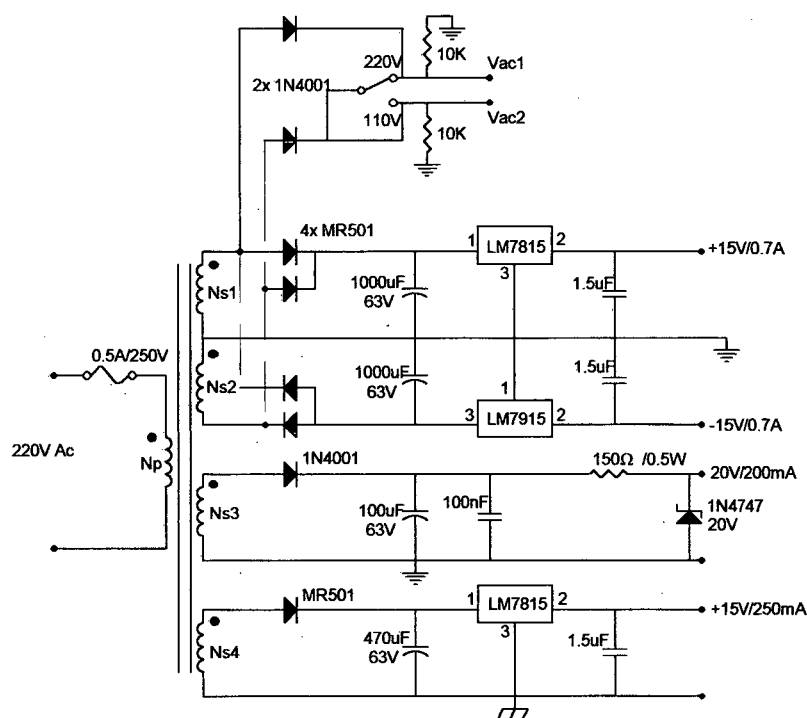 10K
220V
Vac1
2x 1N4001
110V
Vac2
10K
4x MR501
1
LM7815
2
+15V/0.7A
3
Ns1
1000uF
63V
1.5uF
0.5A/250V
Ns2
1000uF
63V
1
1.5uF
3
LM7915
2
-15V/0.7A
220V Ac
Np
1N4001
150Ω /0.5W
20V/200mA
Ns3
100uF
63V
100nF
1N4747
20V
MR501
1
LM7815
2
+15V/250mA
3
Ns4
470uF
63V
1.5uF